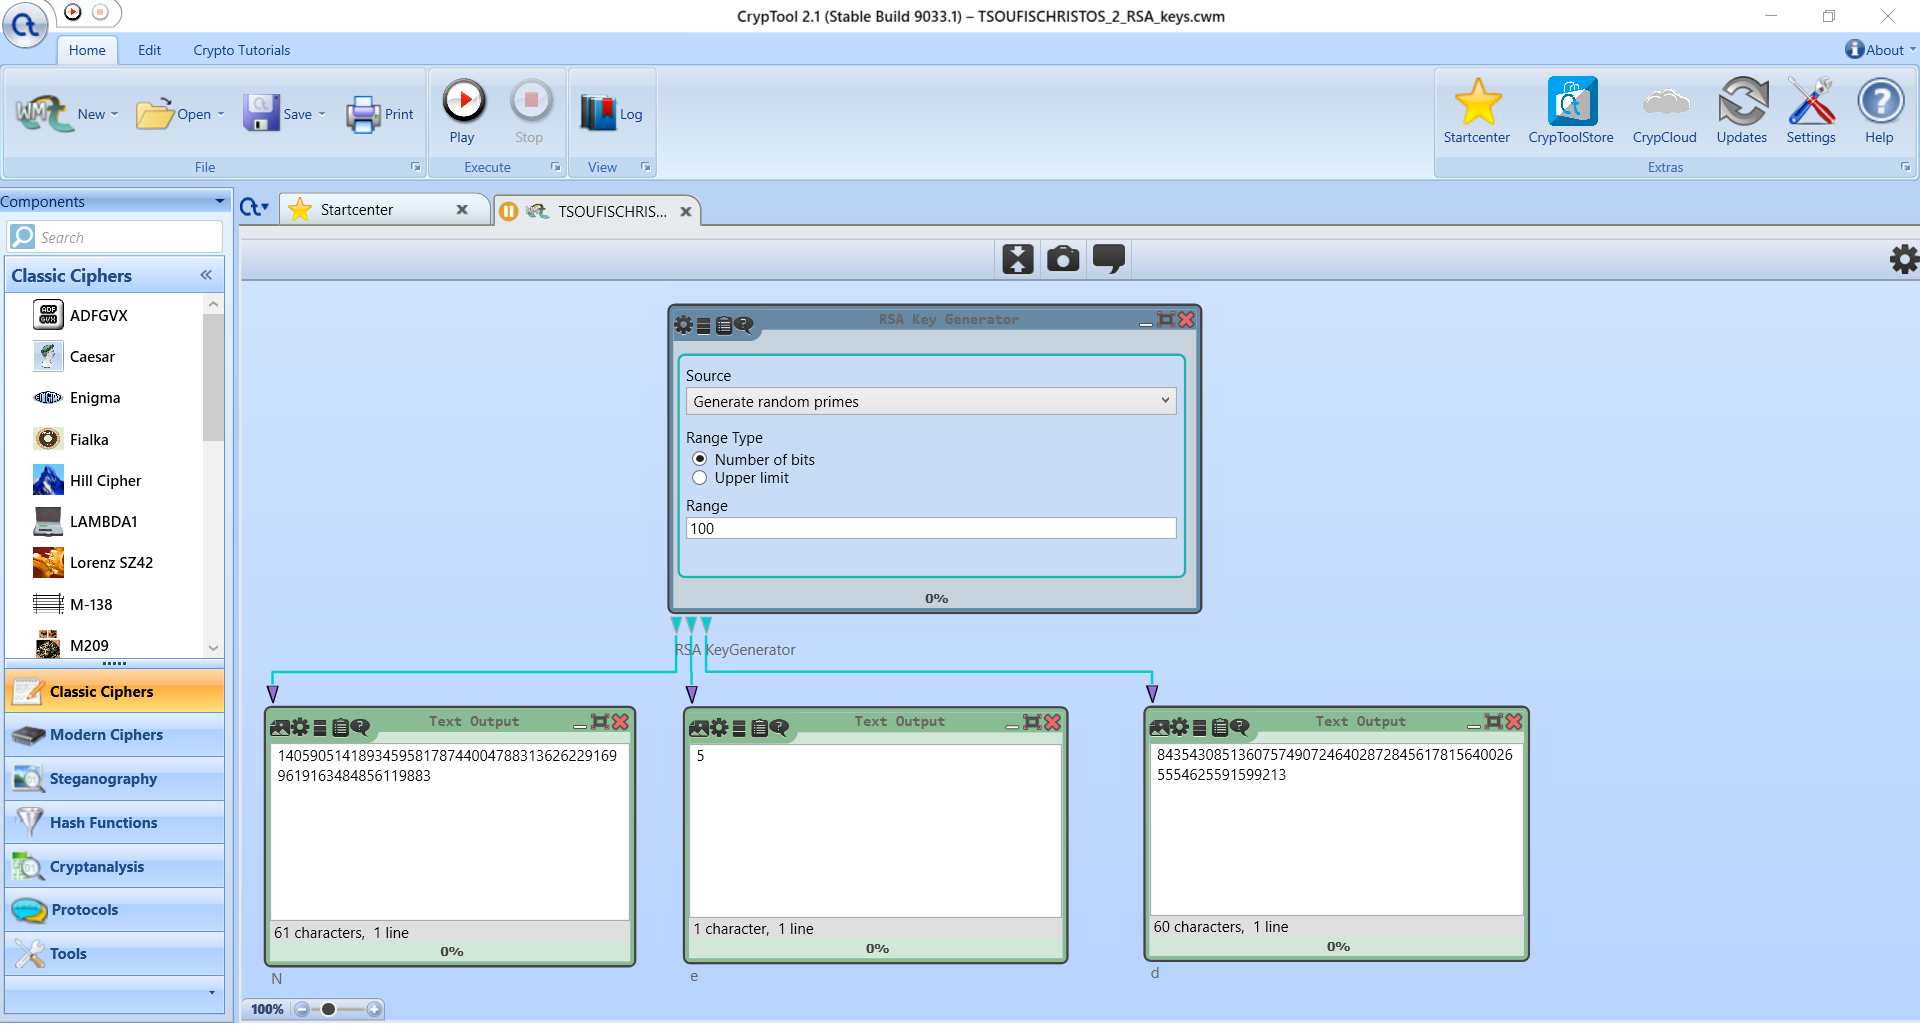 CrypTool 2.1 (Stable Build 9033.1) – TSOUFISCHRISTOS_2_RSA_keys.cwm
Home Edit Crypto Tutorials About
New Open Save Print
File
Play Stop
Execute
Log
View
Startcenter CrypToolStore CrypCloud Updates Settings Help
Extras
Components
Search
Classic Ciphers
ADFGVX
Caesar
Enigma
Fialka
Hill Cipher
LAMBDA1
Lorenz SZ42
M-138
M209
Classic Ciphers
Modern Ciphers
Steganography
Hash Functions
Cryptanalysis
Protocols
Tools
Startcenter TSOUFISCHRIS...
RSA Key Generator
Source
Generate random primes
Range Type
Number of bits
Upper limit
Range
100
0%
RSA KeyGenerator
Text Output
1405905141893459581787440047883136262291699
9619163484856119883
61 characters, 1 line
0%
N
Text Output
5
1 character, 1 line
0%
e
Text Output
84354308513607574907246402872845617815640026
5554625591599213
60 characters, 1 line
0%
d
100%